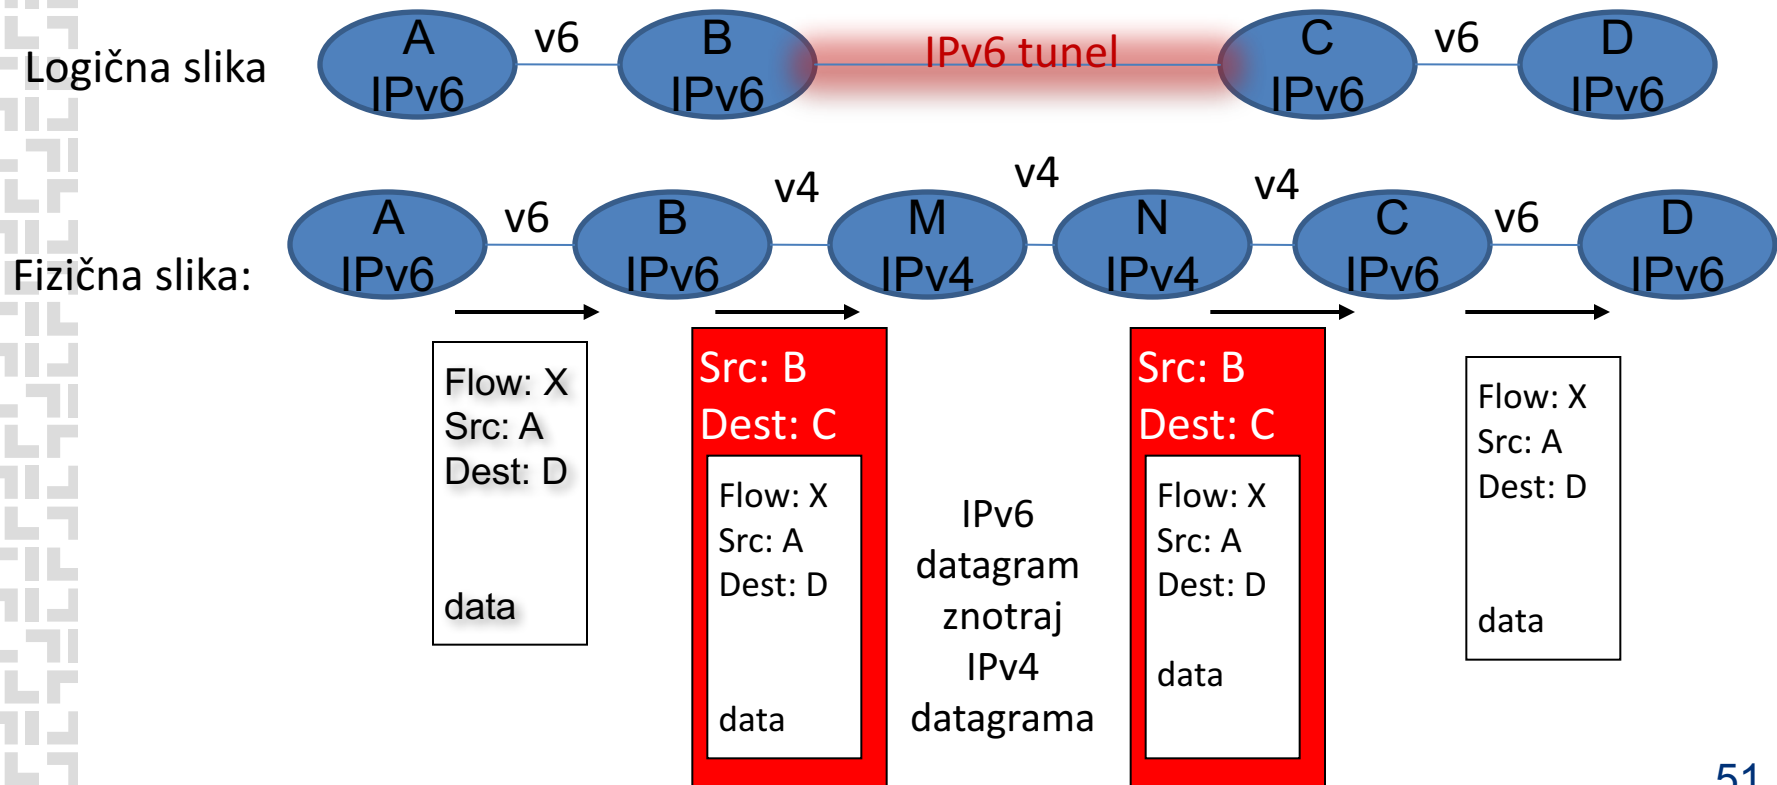 Logična slika
A
IPv6
v6
B
IPv6
IPv6 tunel
C
IPv6
v6
D
IPv6
Fizična slika:
A
IPv6
v6
B
IPv6
v4
M
IPv4
v4
N
IPv4
v4
C
IPv6
v6
D
IPv6
Flow: X
Src: A
Dest: D
data
Src: B
Dest: C
Flow: X
Src: A
Dest: D
data
IPv6
datagram
znotraj
IPv4
datagrama
Src: B
Dest: C
Flow: X
Src: A
Dest: D
data
Flow: X
Src: A
Dest: D
data
51